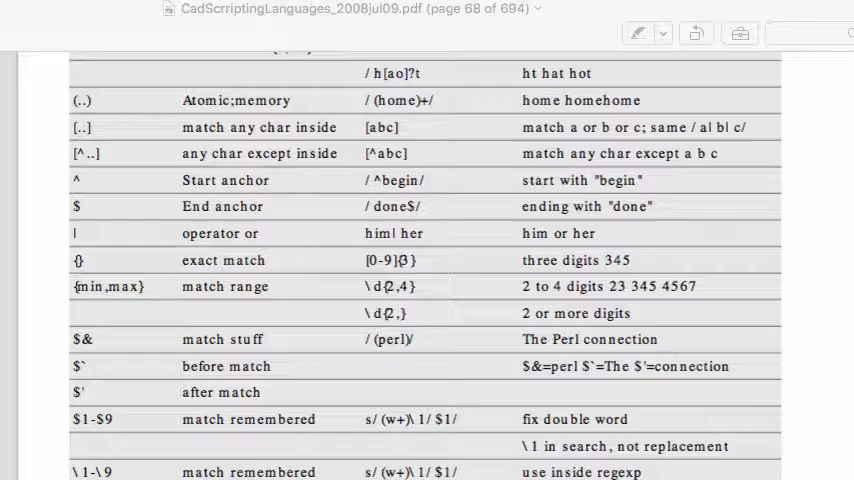 CadScrriptingLanguages_2008jul09.pdf (page 68 of 694)
/ h[ao]?t ht hat hot
(..) Atomic;memory / (home)+/ home homehome
[..] match any char inside [abc] match a or b or c; same / a| b| c/
[^..] any char except inside [^abc] match any char except a b c
^ Start anchor / ^begin/ start with "begin"
$ End anchor / done$/ ending with "done"
| operator or him| her him or her
{} exact match [0-9]{3} three digits 345
{min,max} match range \d{2,4} 2 to 4 digits 23 345 4567
\d{2,} 2 or more digits
$& match stuff / (perl)/ The Perl connection
$` before match $&=perl $`=The $'=connection
$' after match
$1-$9 match remembered s/ (w+)\ 1/ $1/ fix double word
\1 in search, not replacement
\1-\9 match remembered s/ (w+)\ 1/ $1/ use inside regexp